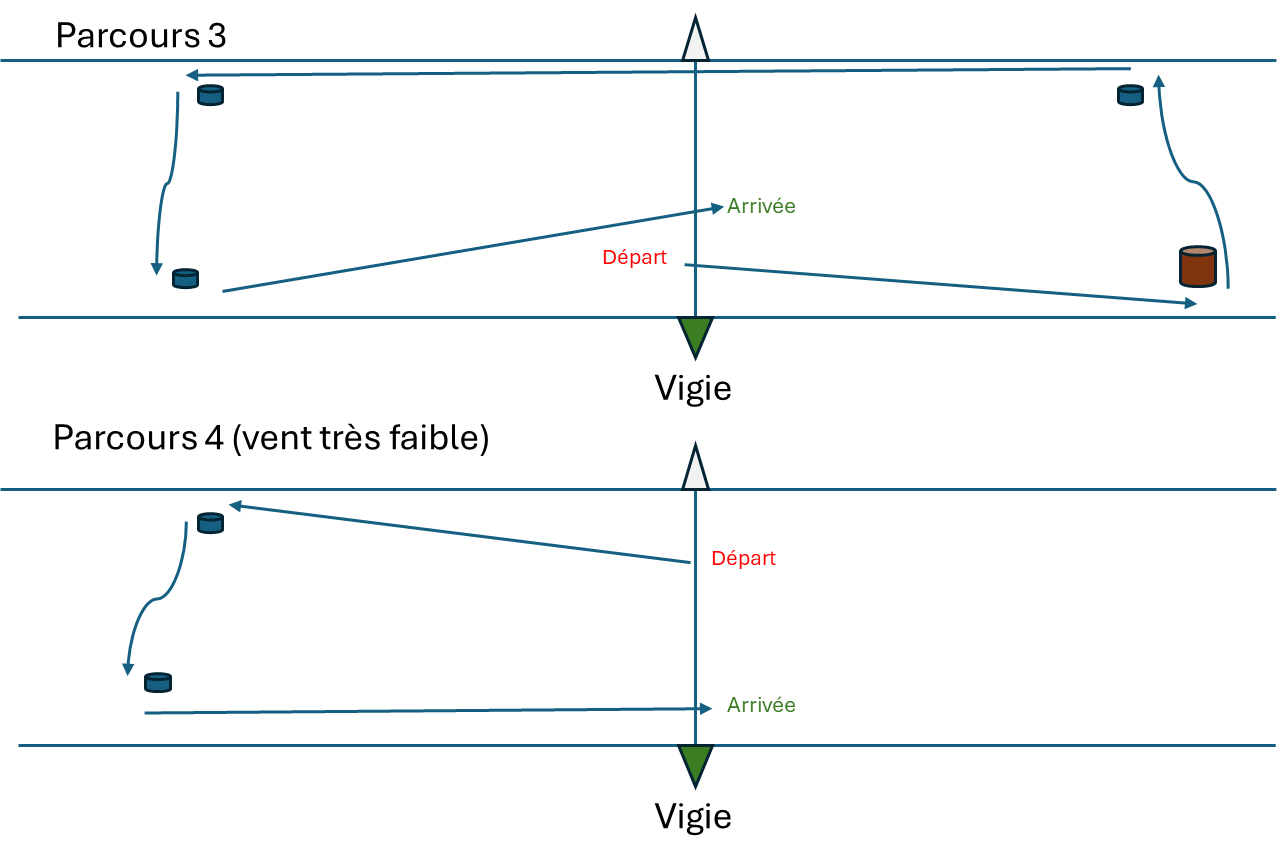 Parcours 3
Arrivée
Départ
Vigie
Parcours 4 (vent très faible)
Départ
Arrivée
Vigie